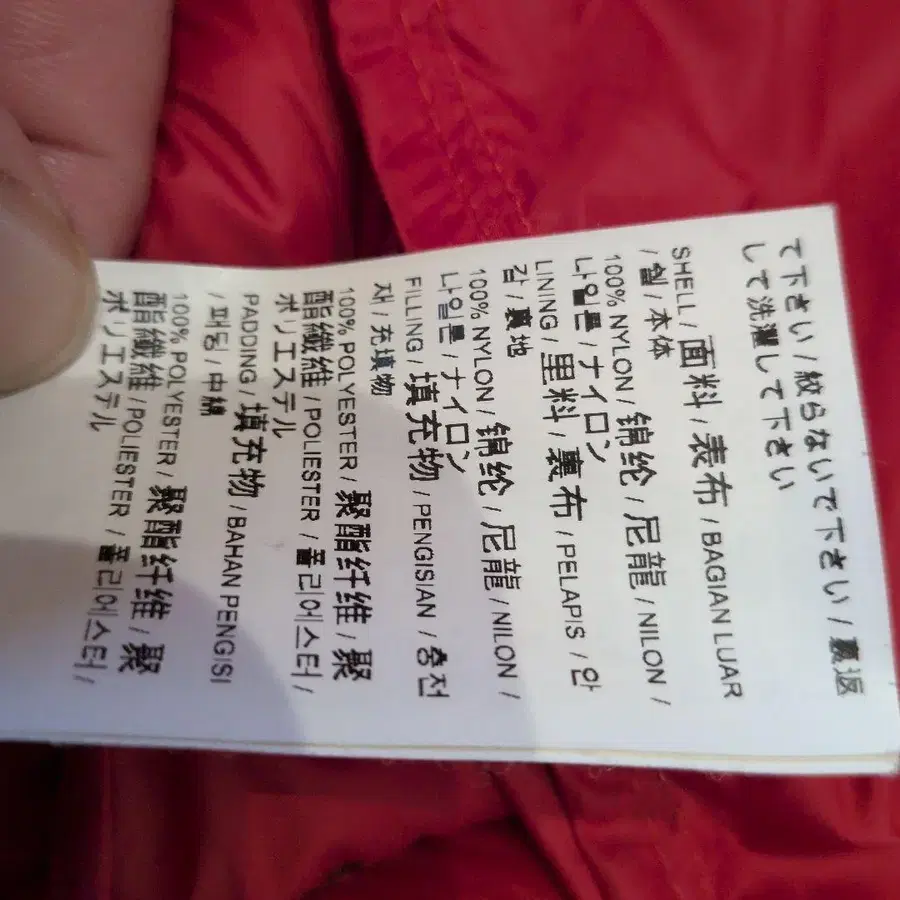 て下さい / 絞らないで下さい / 裏返
して洗濯して下さい
SHELL / 面料 / 表布 / BAGIAN LUAR
/ 쉘 / 本体
100% NYLON / 锦纶 / 尼龍 / NILON /
나일론 / ナイロン
LINING / 里料 / 裏布 / PELAPIS / 안
감 / 裏地
100% NYLON / 锦纶 / 尼龍 / NILON /
나일론 / ナイロン
FILLING / 填充物 / PENGISIAN / 충전
재 / 充填物
100% POLYESTER / 聚酯纤维 / 聚
酯纖維 / POLIESTER / 폴리에스터 /
ポリエステル
PADDING / 填充物 / BAHAN PENGISI
/ 패딩 / 中綿
100% POLYESTER / 聚酯纤维 / 聚
酯纖維 / POLIESTER / 폴리에스터 /
ポリエステル